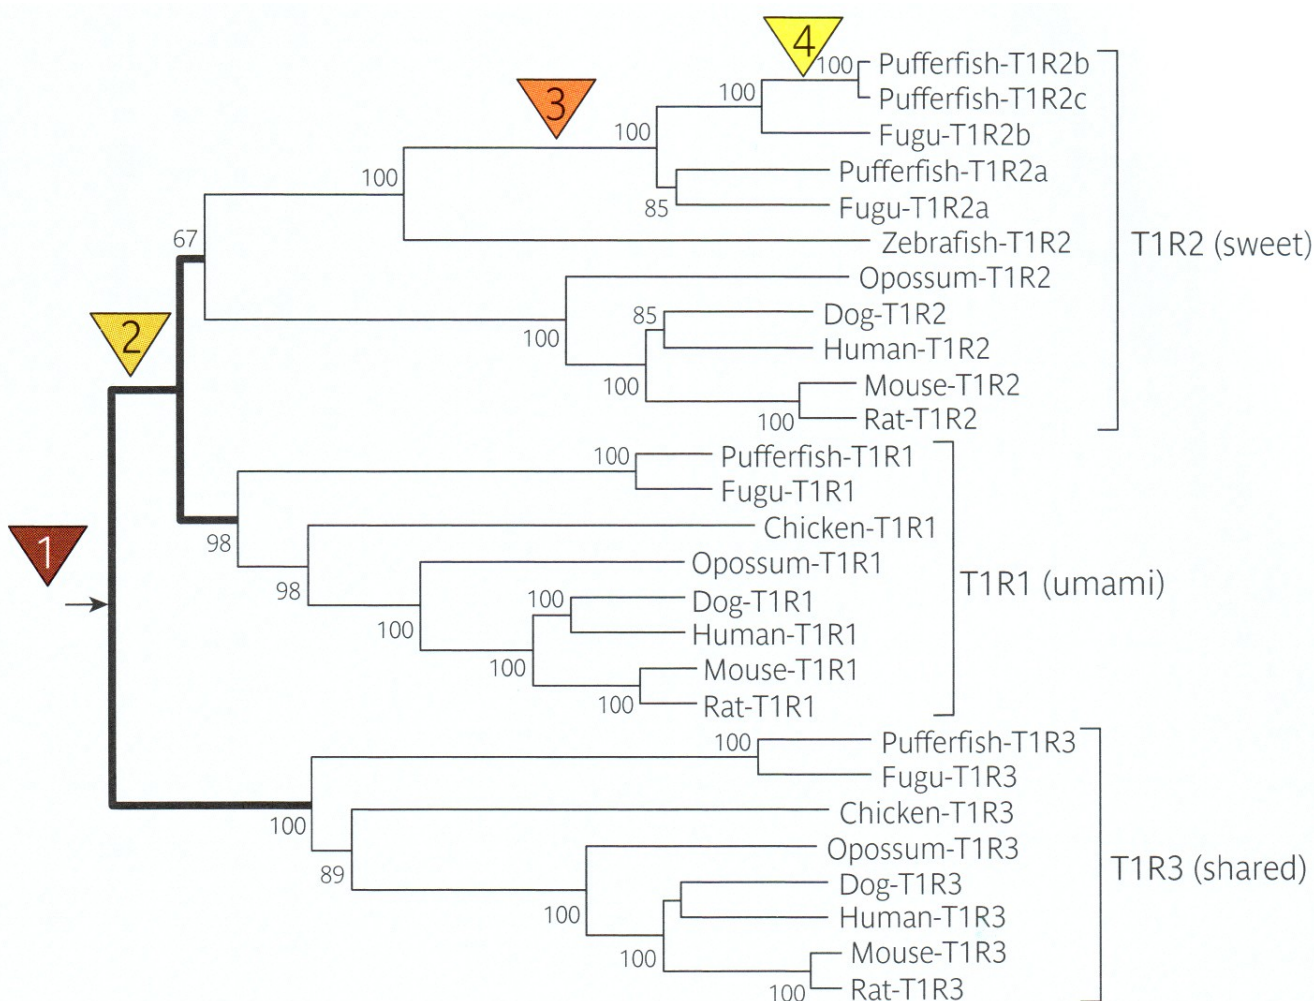 4
100
Pufferfish-T1R2b
Pufferfish-T1R2c
3
100
Fugu-T1R2b
100
Pufferfish-T1R2a
100
85
Fugu-T1R2a
67
Zebrafish-T1R2
T1R2 (sweet)
Opossum-T1R2
2
85
Dog-T1R2
100
Human-T1R2
100
Mouse-T1R2
100
Rat-T1R2
100
Pufferfish-T1R1
Fugu-T1R1
1
98
Chicken-T1R1
Opossum-T1R1
98
100
Dog-T1R1
T1R1 (umami)
100
Human-T1R1
100
Mouse-T1R1
100
Rat-T1R1
100
Pufferfish-T1R3
Fugu-T1R3
100
Chicken-T1R3
Opossum-T1R3
89
Dog-T1R3
T1R3 (shared)
100
Human-T1R3
100
Mouse-T1R3
100
Rat-T1R3